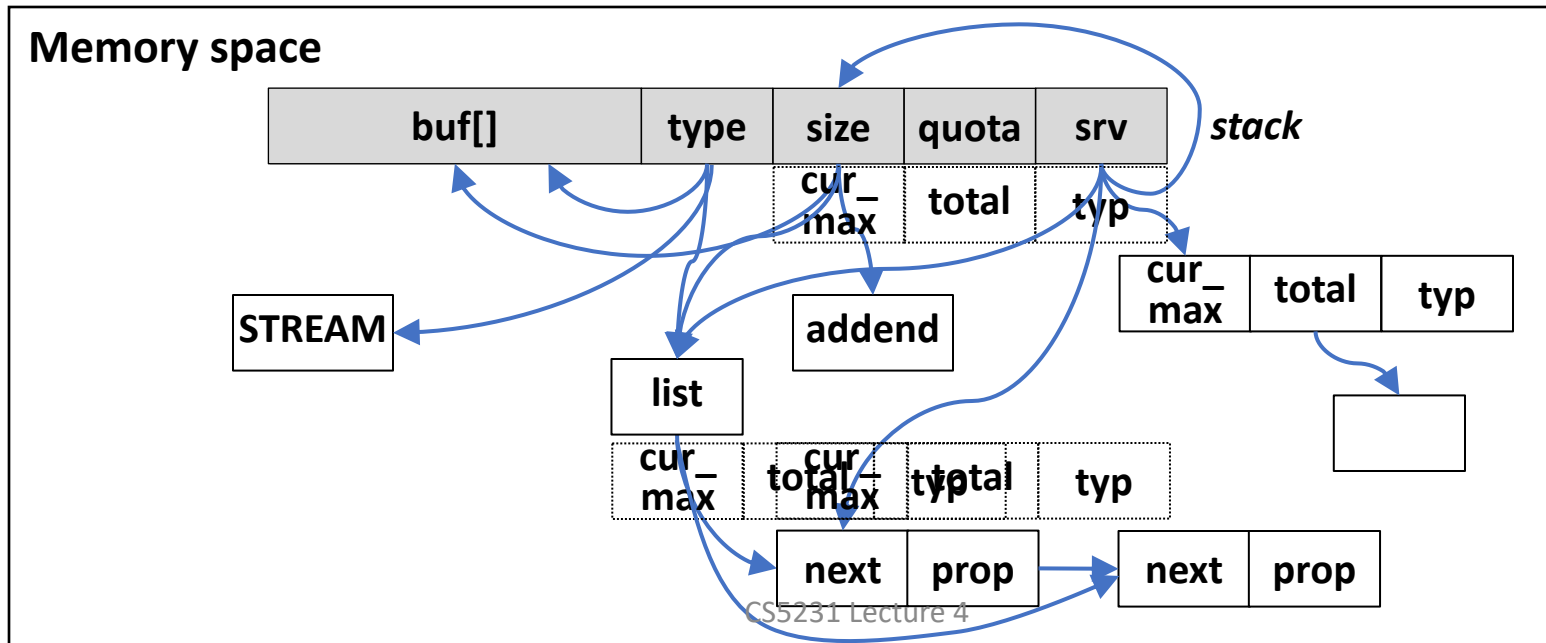 Memory space
buf[] type size quota srv stack
cur_ total typ
max
cur_ total typ
max
STREAM addend
list
cur_ total cur_ typ total typ
max max
next prop next prop
CS5231 Lecture 4